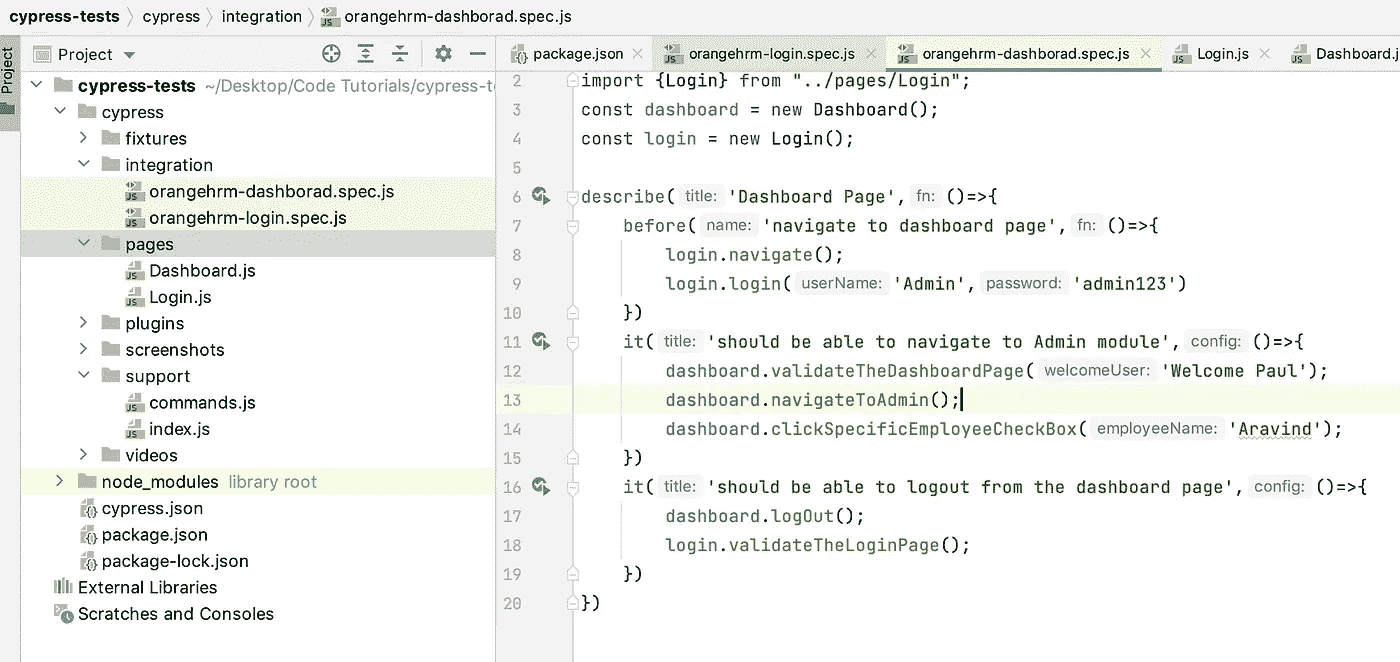 cypress-tests cypress integration orangehrm-dashborad.spec.js
Project
Project
package.json orangehrm-login.spec.js orangehrm-dashborad.spec.js Login.js Dashboard.j
cypress-tests ~/Desktop/Code Tutorials/cypress-t
cypress
fixtures
integration
orangehrm-dashborad.spec.js
orangehrm-login.spec.js
pages
Dashboard.js
Login.js
plugins
screenshots
support
commands.js
index.js
videos
node_modules library root
cypress.json
package.json
package-lock.json
External Libraries
Scratches and Consoles
2 import {Login} from "../pages/Login";
3 const dashboard = new Dashboard();
4 const login = new Login();
5
6 describe( title: 'Dashboard Page', fn: ()=>{
7 before( name: 'navigate to dashboard page', fn: ()=>{
8 login.navigate();
9 login.login( userName: 'Admin', password: 'admin123')
10 })
11 it( title: 'should be able to navigate to Admin module', config: ()=>{
12 dashboard.validateTheDashboardPage( welcomeUser: 'Welcome Paul');
13 dashboard.navigateToAdmin();
14 dashboard.clickSpecificEmployeeCheckBox( employeeName: 'Aravind');
15 })
16 it( title: 'should be able to logout from the dashboard page', config: ()=>{
17 dashboard.logOut();
18 login.validateTheLoginPage();
19 })
20 })